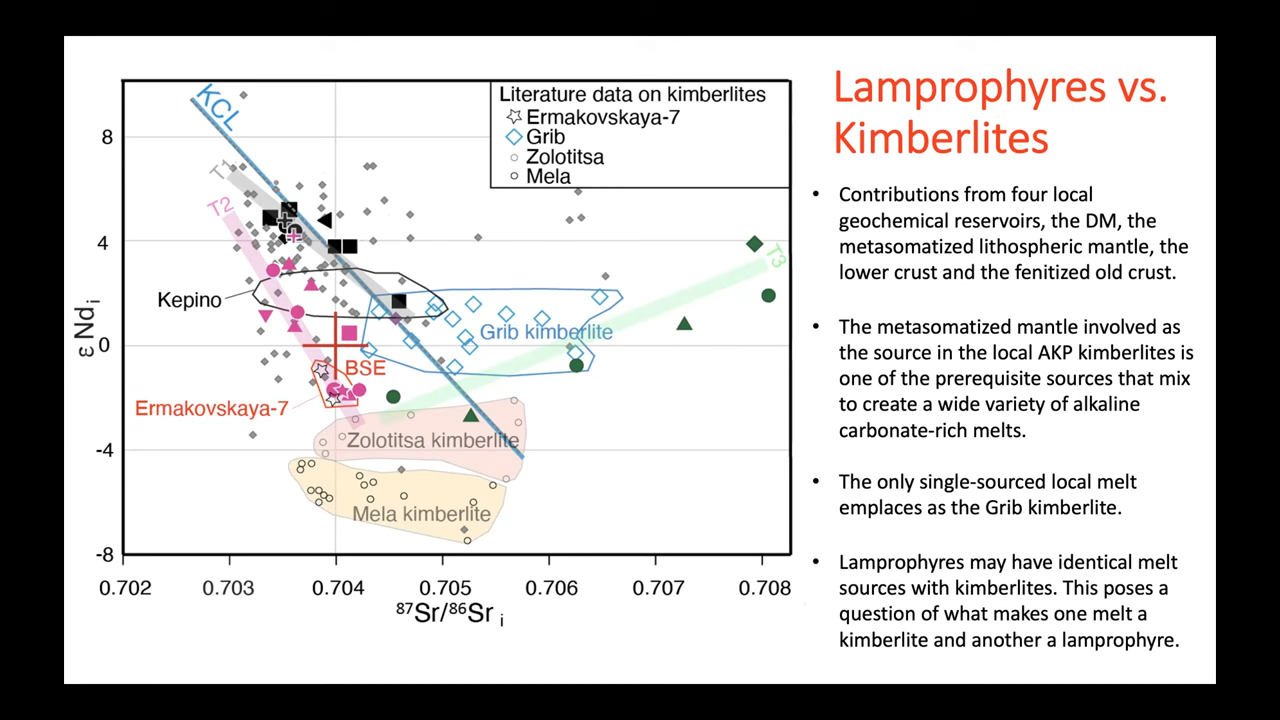 Lamprophyres vs.
Kimberlites
KCL
T1
T2
T3
Literature data on kimberlites
Ermakovskaya-7
Grib
Zolotitsa
Mela
Kepino
Grib kimberlite
BSE
Ermakovskaya-7
Zolotitsa kimberlite
Mela kimberlite
8
4
0
-4
-8
ε Nd i
0.702
0.703
0.704
0.705
0.706
0.707
0.708
87Sr/86Sr i
• Contributions from four local
geochemical reservoirs, the DM, the
metasomatized lithospheric mantle, the
lower crust and the fenitized old crust.
• The metasomatized mantle involved as
the source in the local AKP kimberlites is
one of the prerequisite sources that mix
to create a wide variety of alkaline
carbonate-rich melts.
• The only single-sourced local melt
emplaces as the Grib kimberlite.
• Lamprophyres may have identical melt
sources with kimberlites. This poses a
question of what makes one melt a
kimberlite and another a lamprophyre.